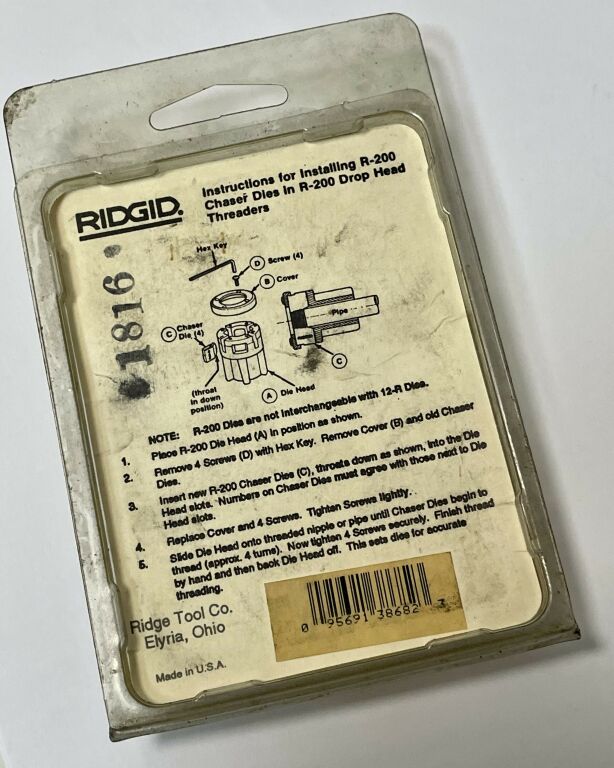 RIDGID.
Instructions for Installing R-200
Chaser Dies in R-200 Drop Head
Threaders
1816
Hex Key
D Screw (4)
B Cover
Pipe
C Chaser
Die (4)
C
(throat
in down
position)
A Die Head
NOTE: R-200 Dies are not interchangeable with 12-R Dies.
1. Place R-200 Die Head (A) in position as shown.
2. Remove 4 Screws (D) with Hex Key. Remove Cover (B) and old Chaser
Dies.
3. Insert new R-200 Chaser Dies (C), throats down as shown, into the Die
Head slots. Numbers on Chaser Dies must agree with those next to Die
Head slots.
4. Replace Cover and 4 Screws. Tighten Screws lightly.
5. Slide Die Head onto threaded nipple or pipe until Chaser Dies begin to
thread (approx. 4 turns). Now tighten 4 Screws securely. Finish thread
by hand and then back Die Head off. This sets dies for accurate
threading.
Ridge Tool Co.
Elyria, Ohio
0 95691 38682 3
Made in U.S.A.